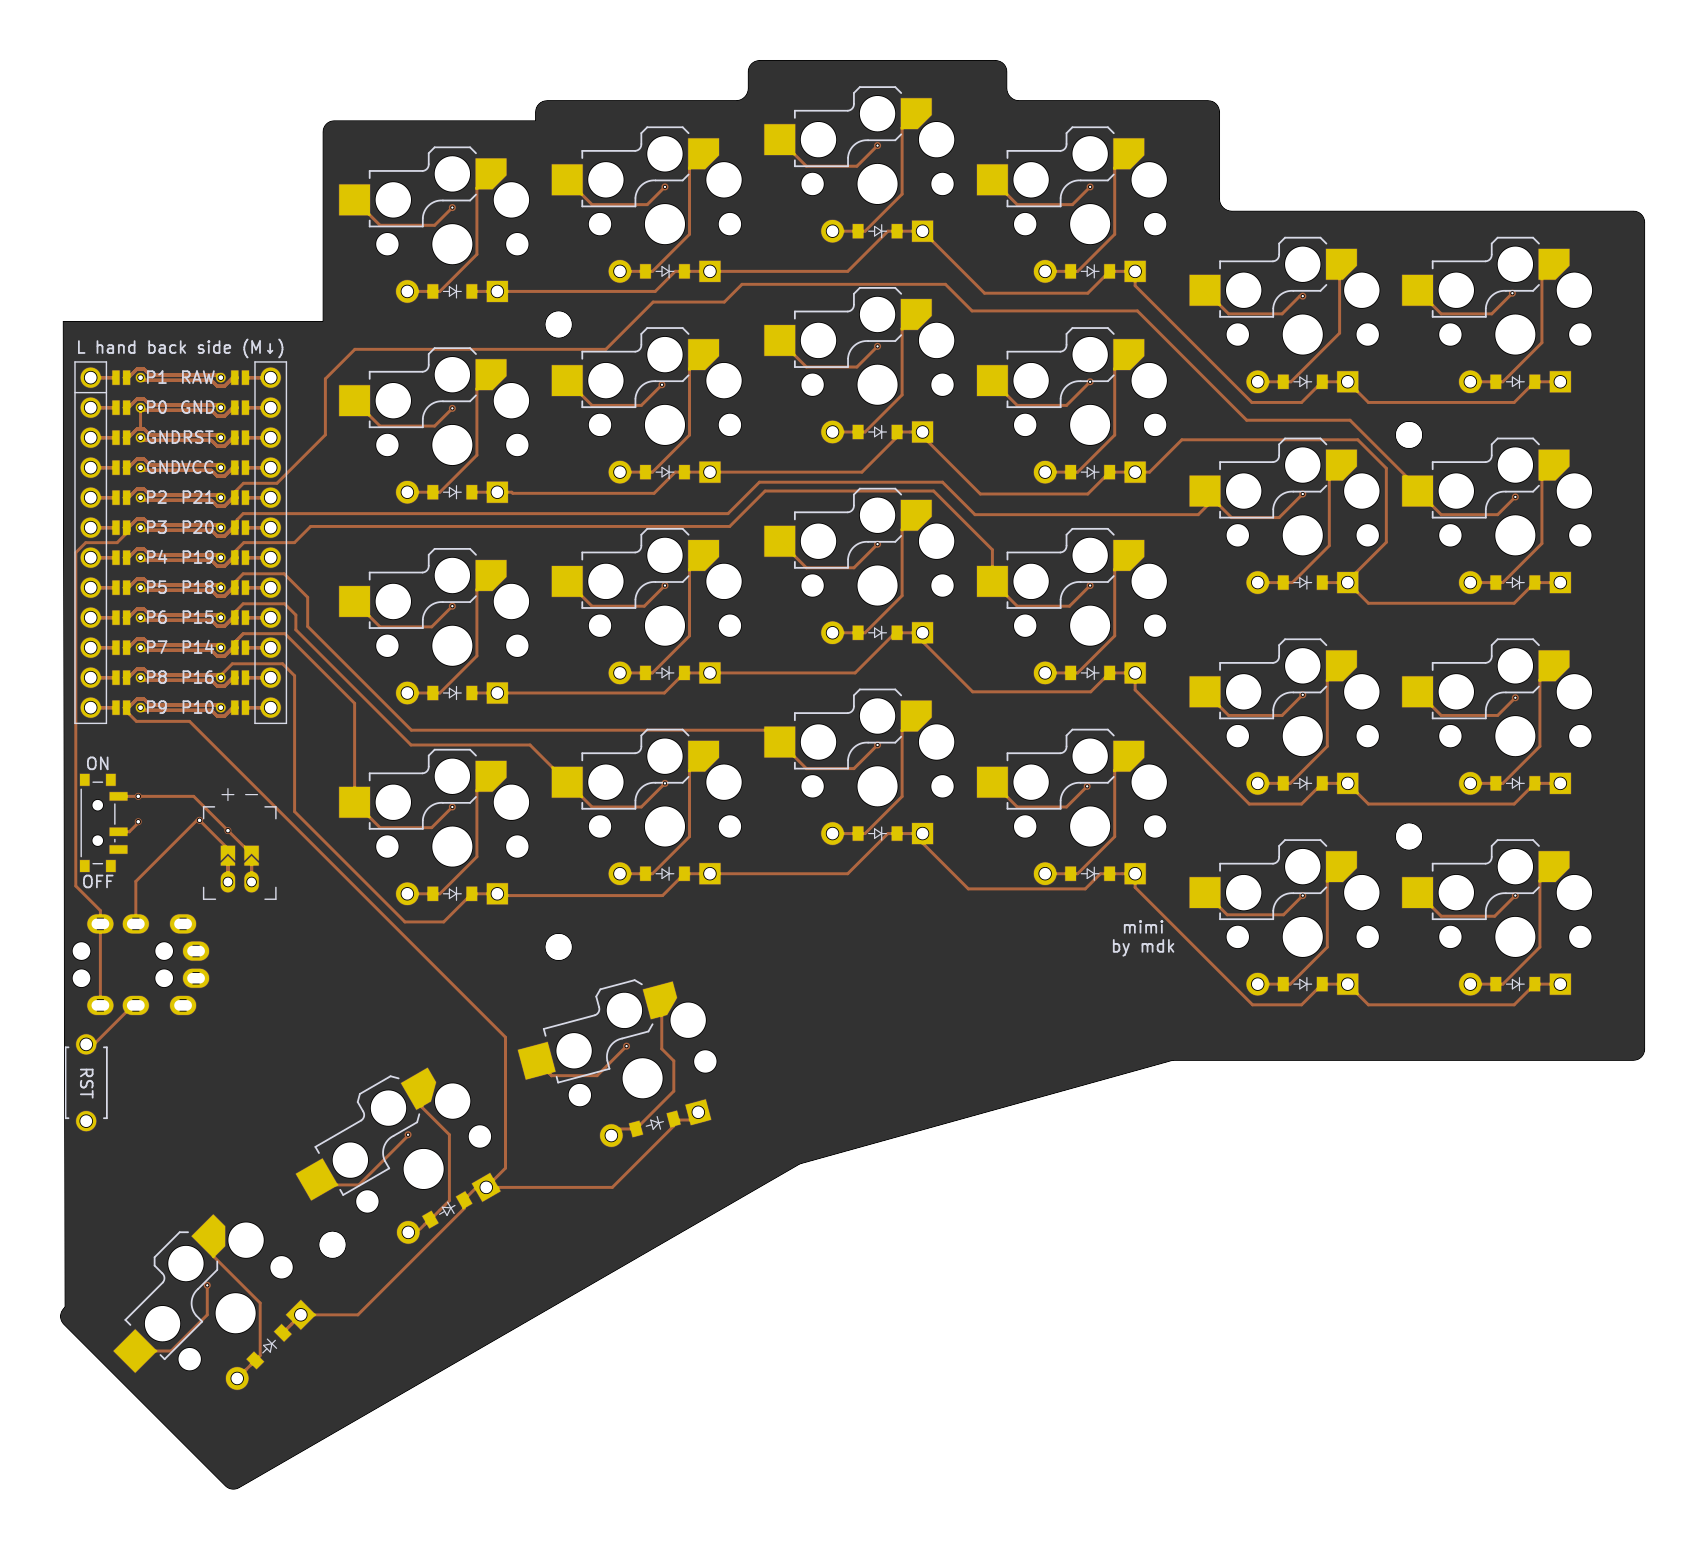 L hand back side (M↓)
P1 RAW
P0 GND
GNDRST
GNDVCC
P2 P21
P3 P20
P4 P19
P5 P18
P6 P15
P7 P14
P8 P16
P9 P10
ON
+ −
OFF
mimi
by mdk
RST